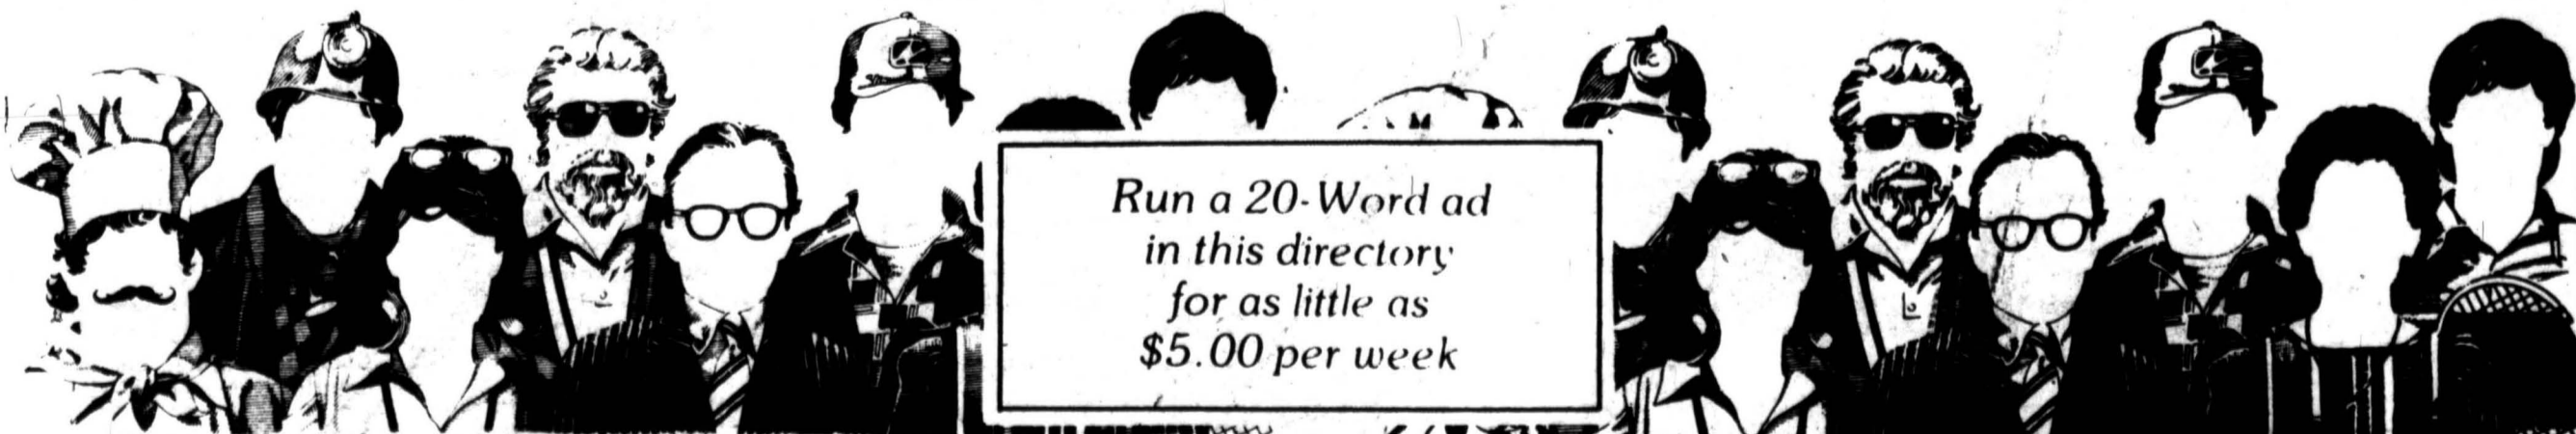 Run a 20-Word ad
in this directory
for as little as
$5.00 per week